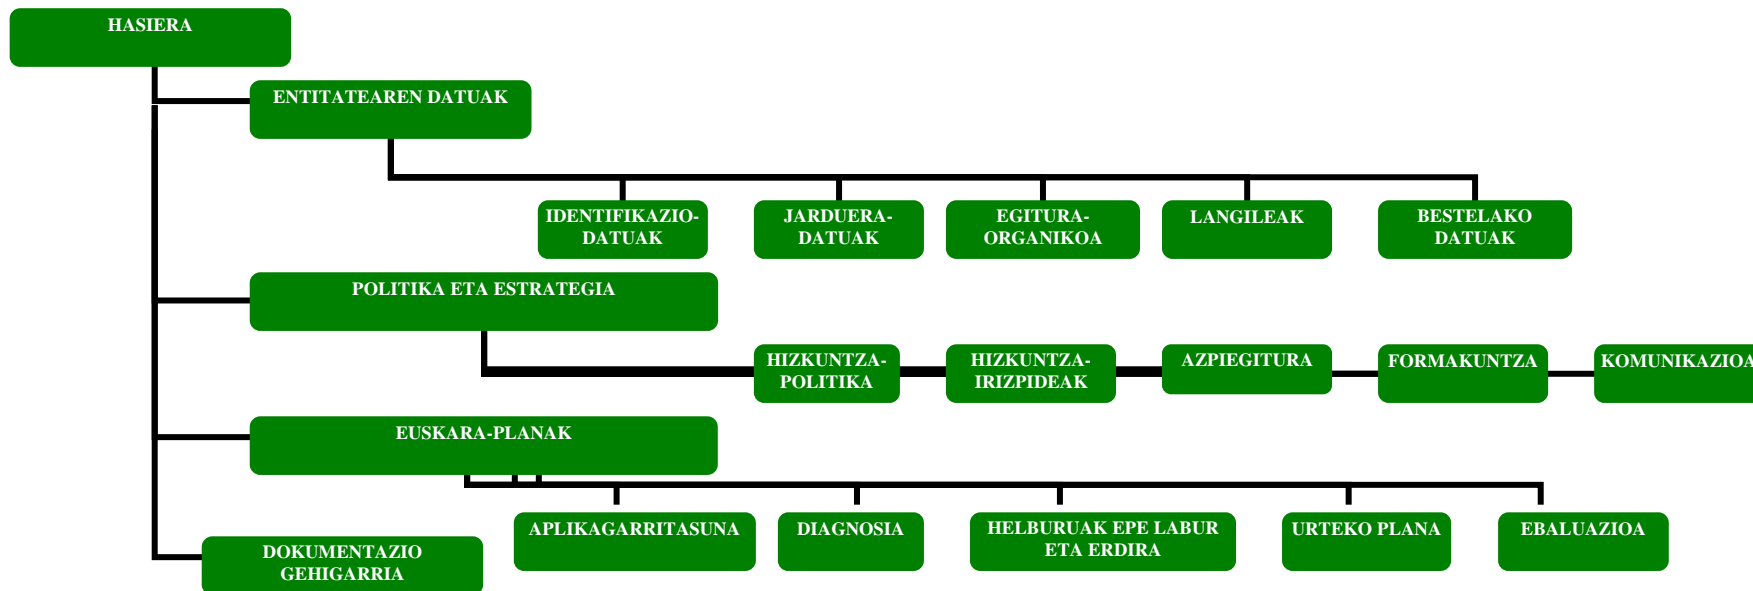 HASIERA
ENTITATEAREN DATUAK
IDENTIFIKAZIO-
DATUAK
JARDUERA-
DATUAK
EGITURA-
ORGANIKOA
LANGILEAK
BESTELAKO
DATUAK
POLITIKA ETA ESTRATEGIA
HIZKUNTZA-
POLITIKA
HIZKUNTZA-
IRIZPIDEAK
AZPIEGITURA
FORMAKUNTZA
KOMUNIKAZIOA
EUSKARA-PLANAK
APLIKAGARRITASUNA
DIAGNOSIA
HELBURUAK EPE LABUR
ETA ERDIRA
URTEKO PLANA
EBALUAZIOA
DOKUMENTAZIO
GEHIGARRIA